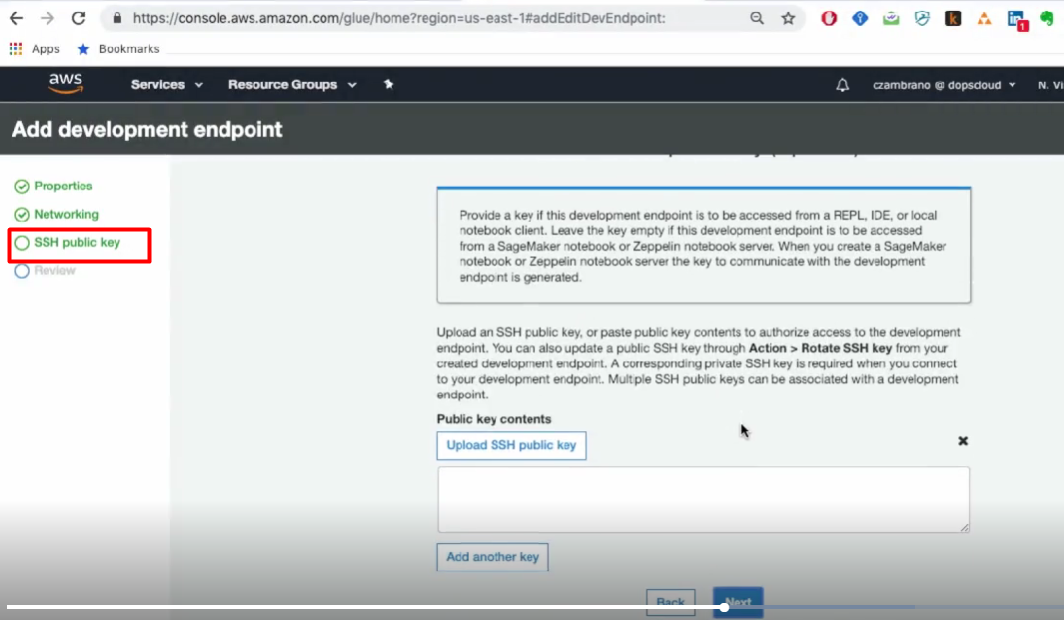 https://console.aws.amazon.com/glue/home?region=us-east-1#addEditDevEndpoint:
k
in
1
Apps
Bookmarks
aws
Services
Resource Groups
czambrano @ dopscloud
N. Vi
Add development endpoint
Properties
Networking
SSH public key
Review
Provide a key if this development endpoint is to be accessed from a REPL, IDE, or local
notebook client. Leave the key empty if this development endpoint is to be accessed
from a SageMaker notebook or Zeppelin notebook server. When you create a SageMaker
notebook or Zeppelin notebook server the key to communicate with the development
endpoint is generated.
Upload an SSH public key, or paste public key contents to authorize access to the development
endpoint. You can also update a public SSH key through Action > Rotate SSH key from your
created development endpoint. A corresponding private SSH key is required when you connect
to your development endpoint. Multiple SSH public keys can be associated with a development
endpoint.
Public key contents
Upload SSH public key
Add another key
Back
Next